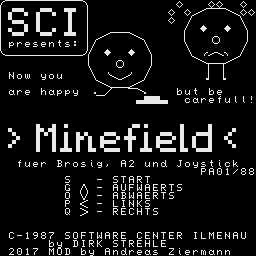 SCI
presents:
Now you
are happy
but be
carefull!
> Minefield <
fuer Brosig, A2 und Joystick
PA01/88
S - START
Q - AUFWAERTS
A - ABWAERTS
O < - LINKS
P > - RECHTS
C-1987 SOFTWARE CENTER ILMENAU
by DIRK STREHLE
2017 MOD by Andreas Ziermann